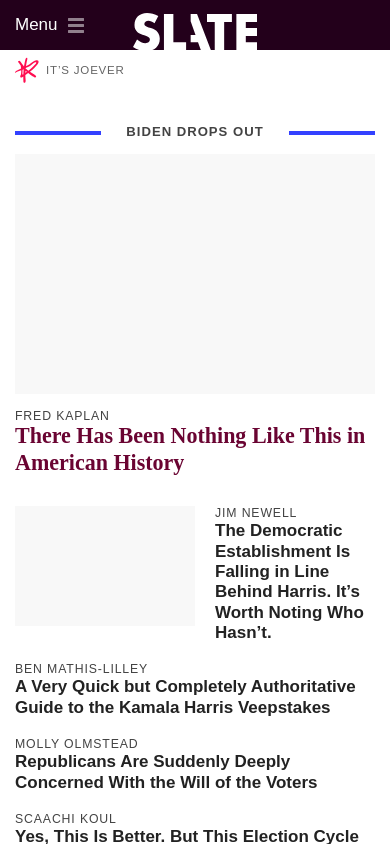 Menu
SLATE
IT’S JOEVER
BIDEN DROPS OUT
FRED KAPLAN
There Has Been Nothing Like This in
American History
JIM NEWELL
The Democratic
Establishment Is
Falling in Line
Behind Harris. It’s
Worth Noting Who
Hasn’t.
BEN MATHIS-LILLEY
A Very Quick but Completely Authoritative
Guide to the Kamala Harris Veepstakes
MOLLY OLMSTEAD
Republicans Are Suddenly Deeply
Concerned With the Will of the Voters
SCAACHI KOUL
Yes, This Is Better. But This Election Cycle